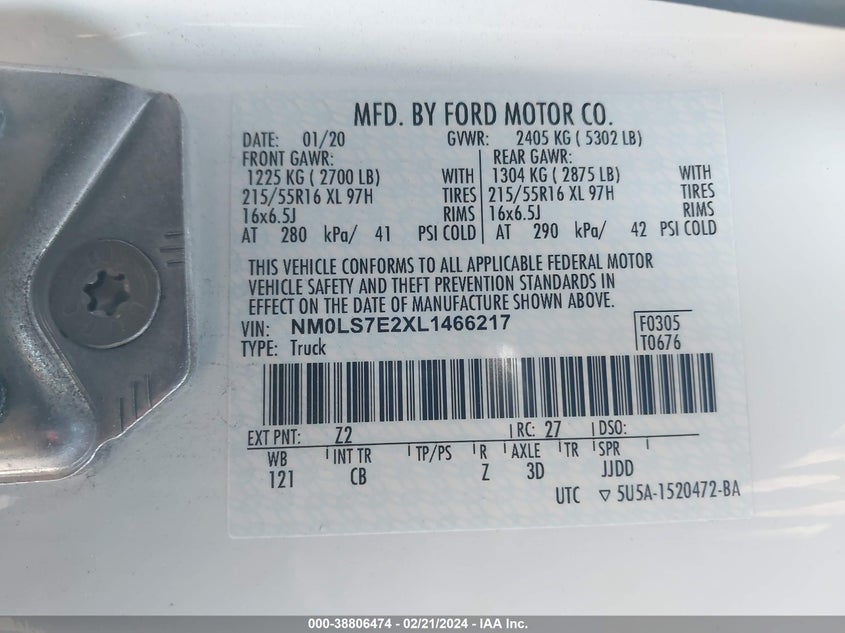 MFD. BY FORD MOTOR CO.
DATE: 01/20 GVWR: 2405 KG ( 5302 LB)
FRONT GAWR: REAR GAWR:
1225 KG ( 2700 LB) WITH 1304 KG ( 2875 LB) WITH
215/55R16 XL 97H TIRES 215/55R16 XL 97H TIRES
16x6.5J RIMS 16x6.5J RIMS
AT 280 kPa/ 41 PSI COLD AT 290 kPa/ 42 PSI COLD
THIS VEHICLE CONFORMS TO ALL APPLICABLE FEDERAL MOTOR
VEHICLE SAFETY AND THEFT PREVENTION STANDARDS IN
EFFECT ON THE DATE OF MANUFACTURE SHOWN ABOVE.
VIN: NM0LS7E2XL1466217 F0305
TYPE: Truck T0676
EXT PNT: Z2 RC: 27 DSO:
WB INT TR TP/PS R AXLE TR SPR
121 CB Z 3D JJDD
UTC ▽ 5U5A-1520472-BA
000-38806474 - 02/21/2024 - IAA Inc.